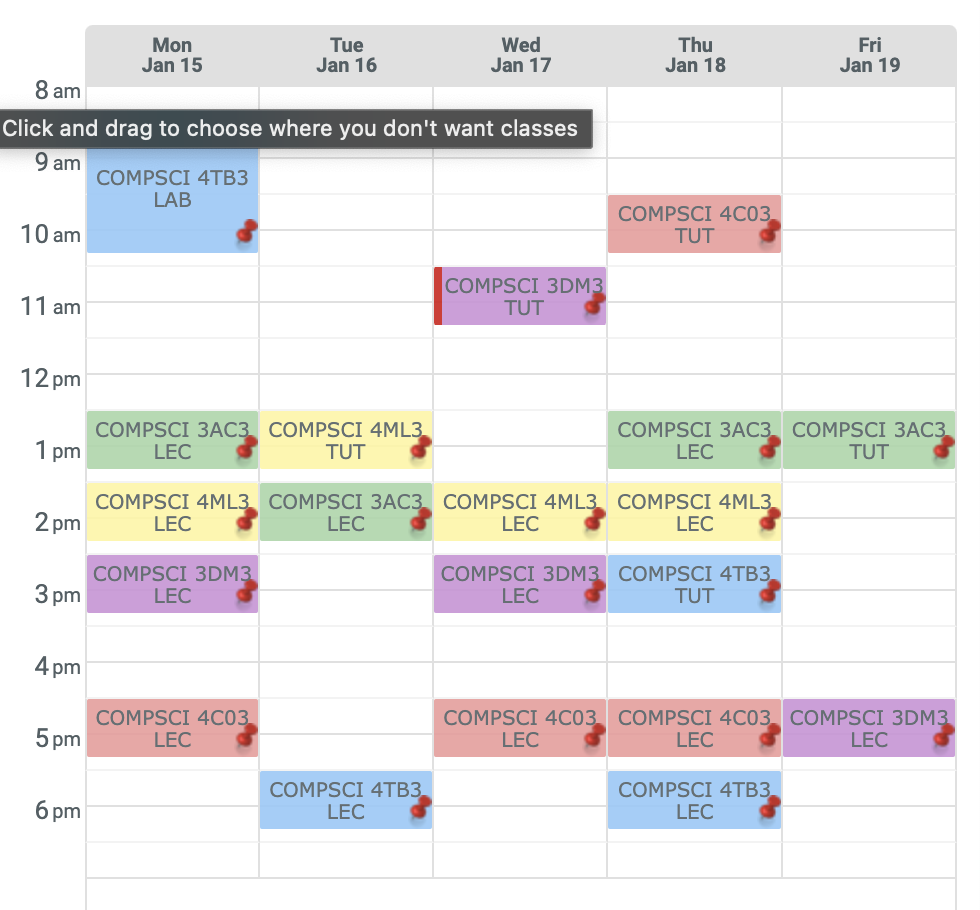 Mon
Jan 15
Tue
Jan 16
Wed
Jan 17
Thu
Jan 18
Fri
Jan 19
8 am
Click and drag to choose where you don't want classes
9 am
COMPSCI 4TB3
LAB
COMPSCI 4C03
TUT
10 am
COMPSCI 3DM3
TUT
11 am
12 pm
COMPSCI 3AC3
LEC
COMPSCI 4ML3
TUT
COMPSCI 3AC3
LEC
COMPSCI 3AC3
TUT
1 pm
COMPSCI 4ML3
LEC
COMPSCI 3AC3
LEC
COMPSCI 4ML3
LEC
COMPSCI 4ML3
LEC
2 pm
COMPSCI 3DM3
LEC
COMPSCI 3DM3
LEC
COMPSCI 4TB3
TUT
3 pm
4 pm
COMPSCI 4C03
LEC
COMPSCI 4C03
LEC
COMPSCI 4C03
LEC
COMPSCI 3DM3
LEC
5 pm
COMPSCI 4TB3
LEC
COMPSCI 4TB3
LEC
6 pm